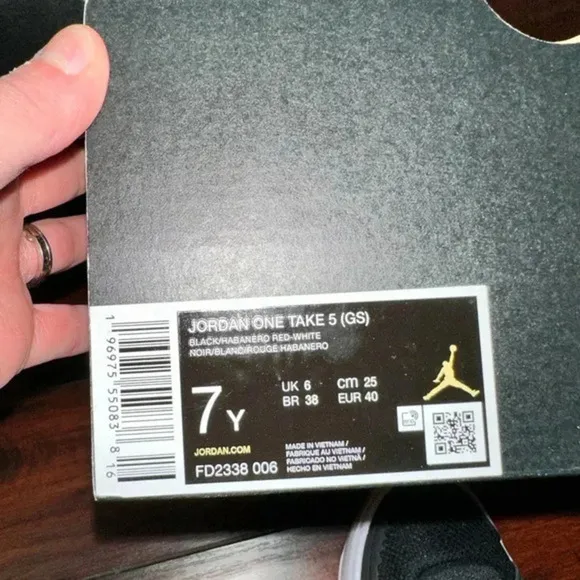 JORDAN ONE TAKE 5 (GS)
BLACK/HABANERO RED-WHITE
NOIR/BLANC/ROUGE HABANERO
7Y
UK 6 CM 25
BR 38 EUR 40
JORDAN.COM
FD2338 006
MADE IN VIETNAM/
FABRIQUE AU VIETNAM/
FABRICADO NO VIETNÃ/
HECHO EN VIETNAM
1 96975 55083 8 16